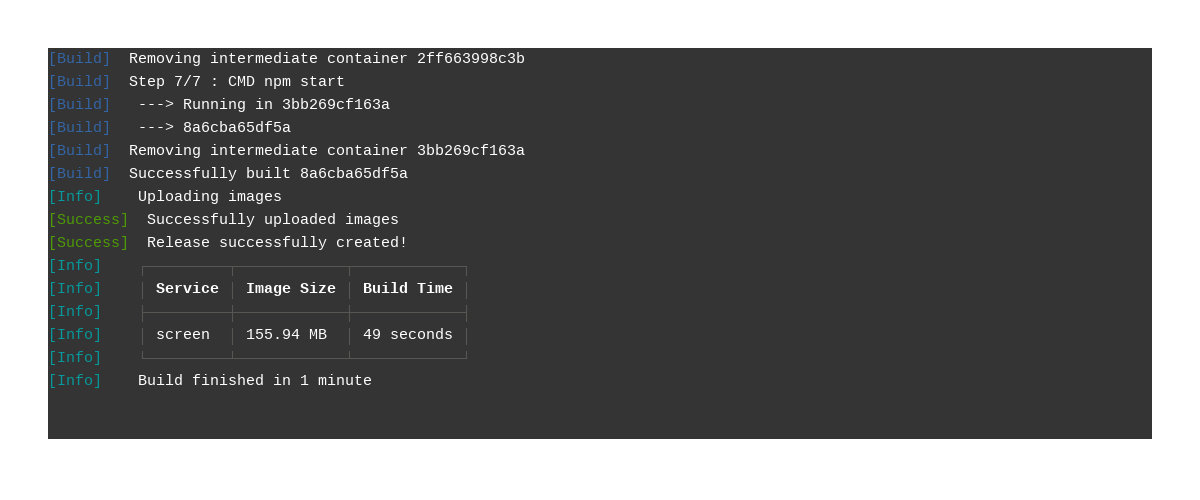 [Build]  Removing intermediate container 2ff663998c3b
[Build]  Step 7/7 : CMD npm start
[Build]   ---> Running in 3bb269cf163a
[Build]   ---> 8a6cba65df5a
[Build]  Removing intermediate container 3bb269cf163a
[Build]  Successfully built 8a6cba65df5a
[Info]    Uploading images
[Success]  Successfully uploaded images
[Success]  Release successfully created!
[Info]    ┌─────────┬────────────┬────────────┐
[Info]    │ Service │ Image Size │ Build Time │
[Info]    ├─────────┼────────────┼────────────┤
[Info]    │ screen  │ 155.94 MB  │ 49 seconds │
[Info]    └─────────┴────────────┴────────────┘
[Info]    Build finished in 1 minute